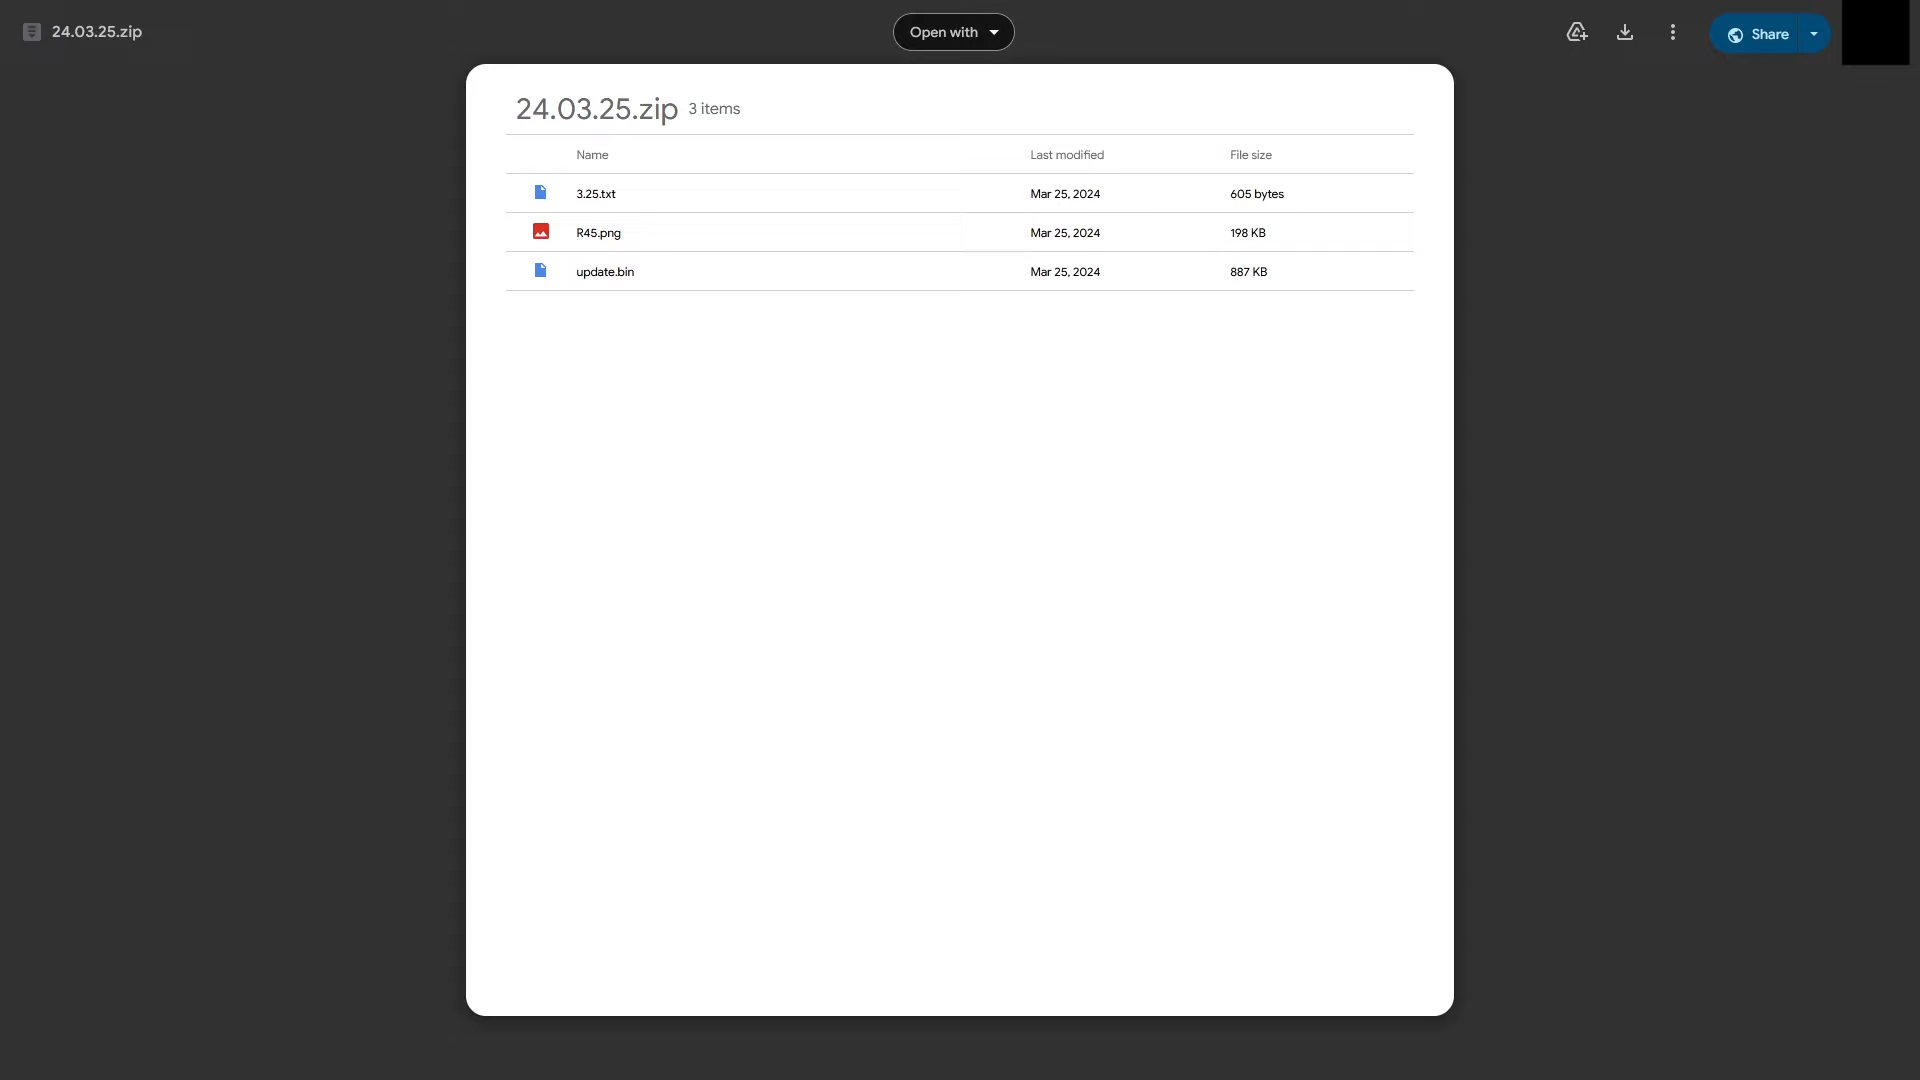 24.03.25.zip
Open with
Share
24.03.25.zip 3 items
Name Last modified File size
3.25.txt Mar 25, 2024 605 bytes
R45.png Mar 25, 2024 198 KB
update.bin Mar 25, 2024 887 KB